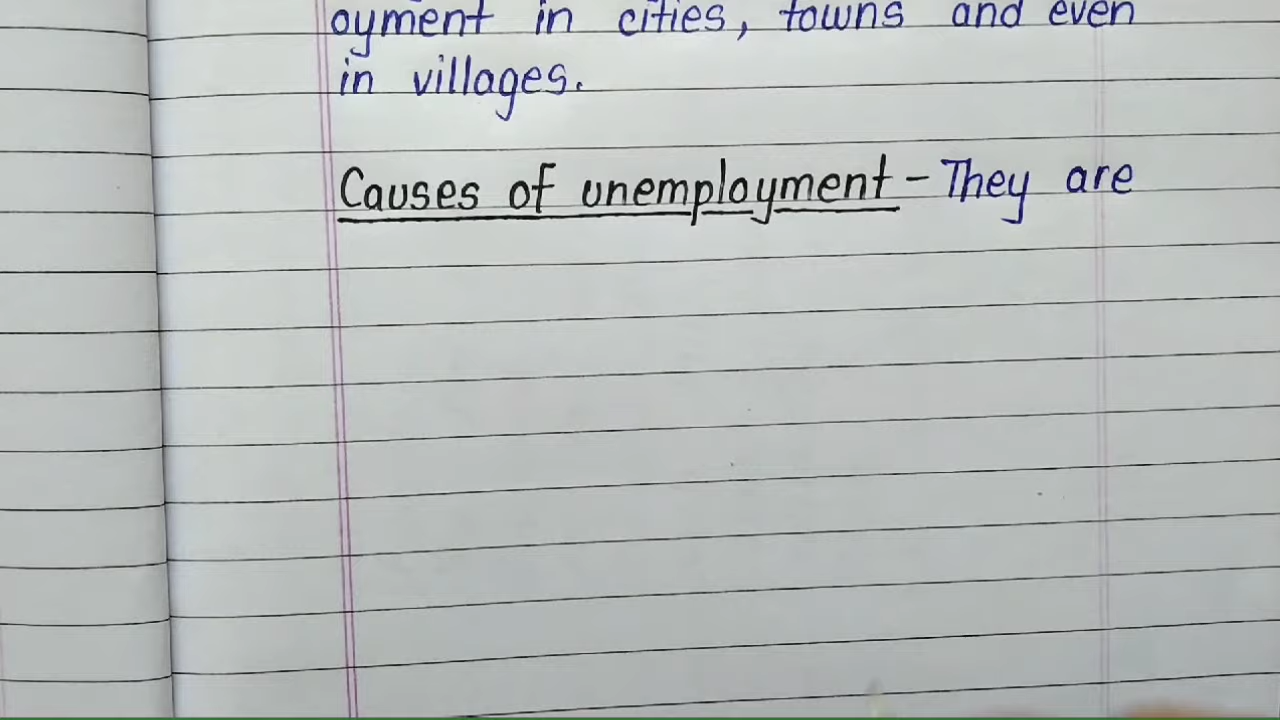 oyment in cities, towns and even
in villages.
Causes of unemployment - They are